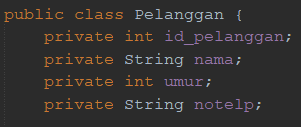 public class Pelanggan {
    private int id_pelanggan;
    private String nama;
    private int umur;
    private String notelp;